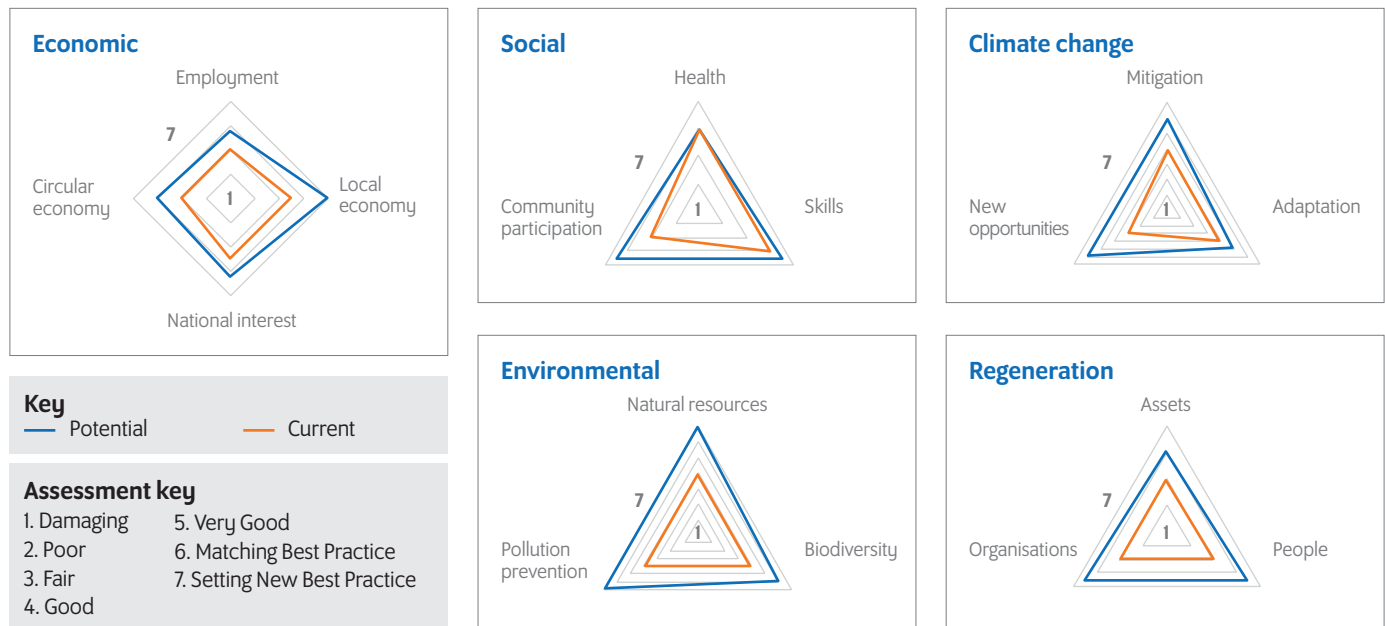 Economic
Employment
7
Circular
economy
1
Local
economy
National interest
Social
Health
7
Community
participation
1
Skills
Climate change
Mitigation
7
New
opportunities
1
Adaptation
Key
Potential
Current
Assessment key
1. Damaging
2. Poor
3. Fair
4. Good
5. Very Good
6. Matching Best Practice
7. Setting New Best Practice
Environmental
Natural resources
7
Pollution
prevention
1
Biodiversity
Regeneration
Assets
7
Organisations
1
People